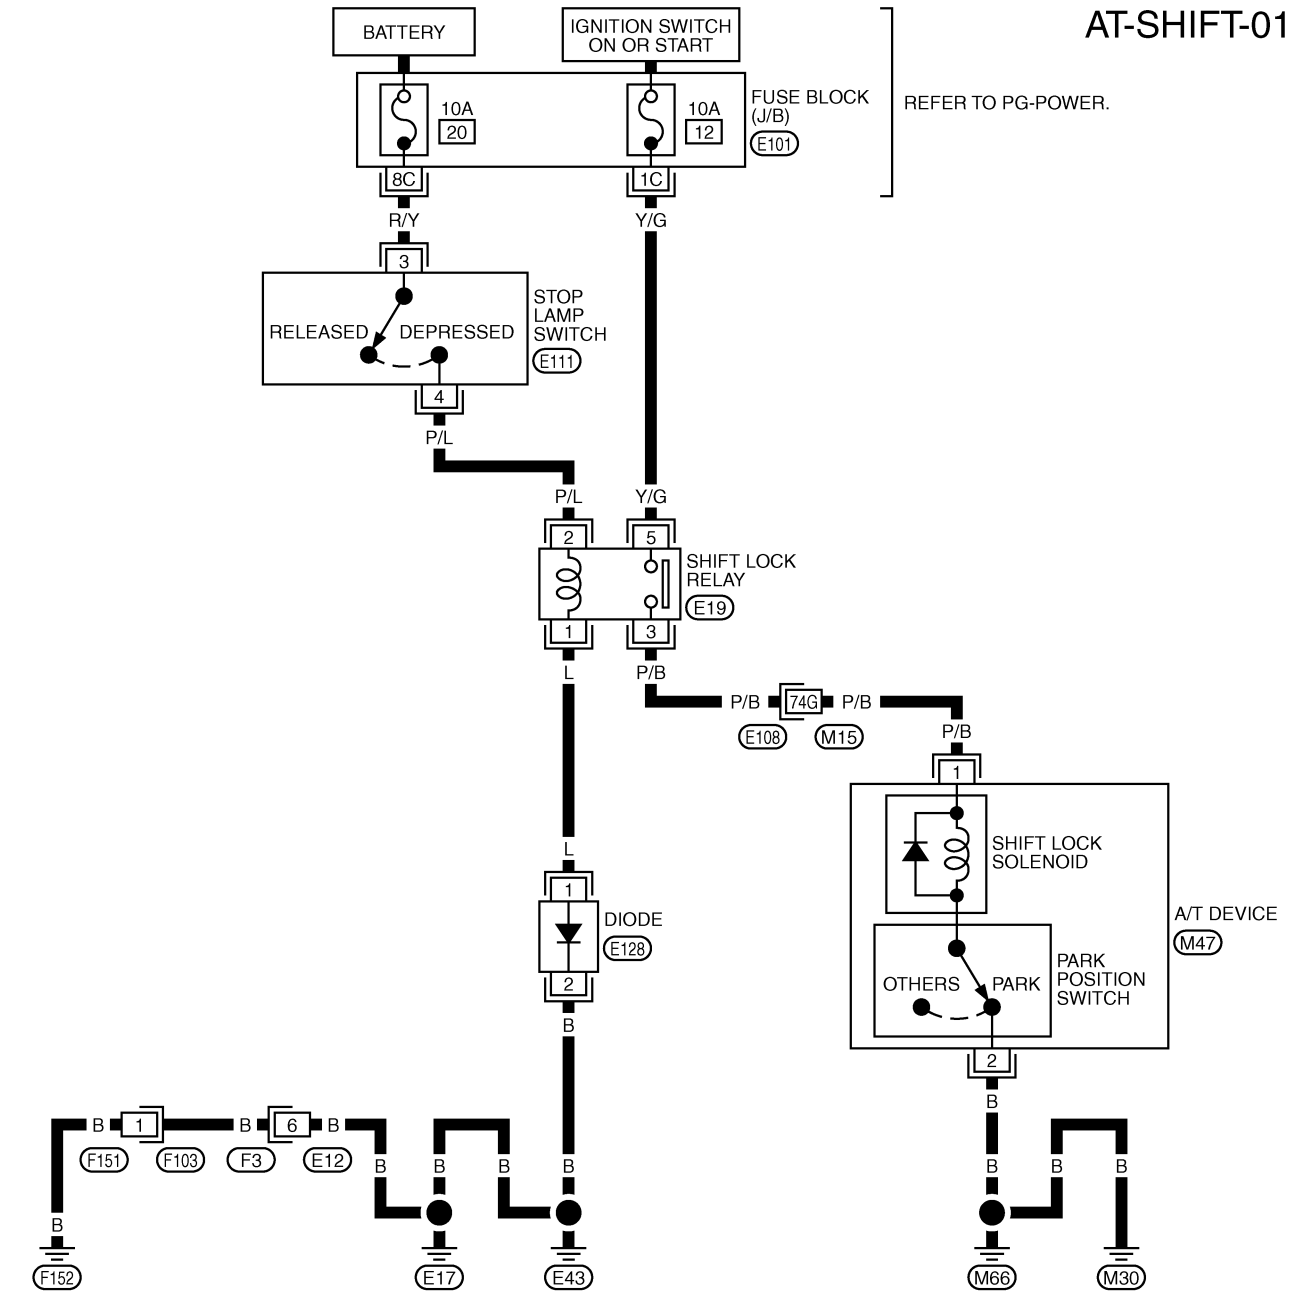 AT-SHIFT-01
BATTERY
IGNITION SWITCH
ON OR START
10A
20
10A
12
FUSE BLOCK
(J/B)
E101
REFER TO PG-POWER.
8C
1C
R/Y
Y/G
3
RELEASED
DEPRESSED
STOP
LAMP
SWITCH
E111
4
P/L
P/L
Y/G
2
5
SHIFT LOCK
RELAY
E19
1
3
L
P/B
P/B
74G
P/B
E108
M15
P/B
1
SHIFT LOCK
SOLENOID
L
1
DIODE
E128
2
B
A/T DEVICE
M47
OTHERS
PARK
PARK
POSITION
SWITCH
2
B
B
1
B
6
B
F151
F103
F3
E12
B
B
B
B
B
B
B
B
F152
E17
E43
M66
M30